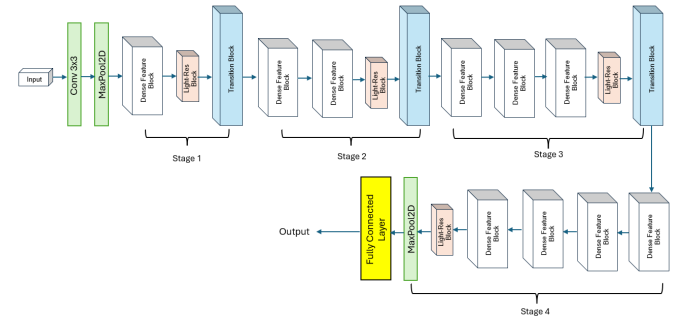 Input
Conv 3x3
MaxPool2D
Dense Feature
Block
Light-Res
Block
Transition Block
Dense Feature
Block
Dense Feature
Block
Light-Res
Block
Transition Block
Dense Feature
Block
Dense Feature
Block
Dense Feature
Block
Light-Res
Block
Transition Block
Stage 1
Stage 2
Stage 3
Output
Fully Connected
Layer
MaxPool2D
Light-Res
Block
Dense Feature
Block
Dense Feature
Block
Dense Feature
Block
Dense Feature
Block
Stage 4